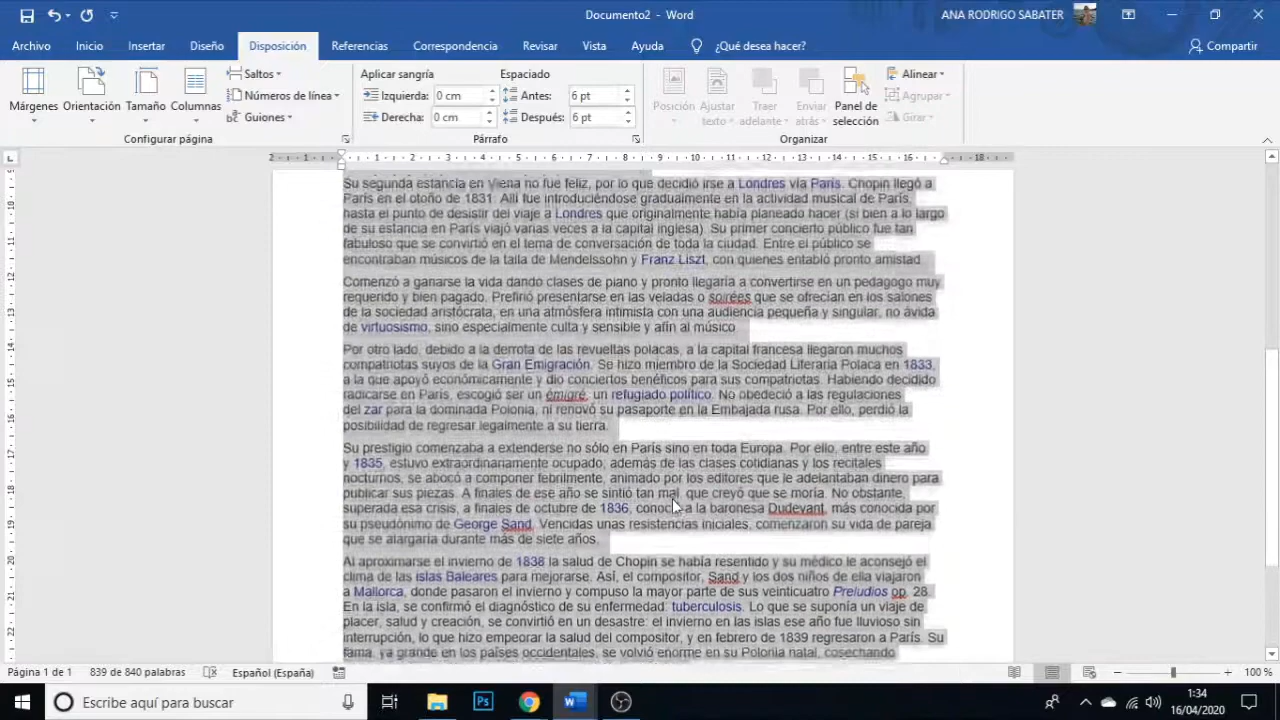 Documento2 - Word
ANA RODRIGO SABATER
Archivo Inicio Insertar Diseño Disposición Referencias Correspondencia Revisar Vista Ayuda ¿Qué desea hacer? Compartir
Márgenes Orientación Tamaño Columnas
Saltos
Números de línea
Guiones
Configurar página
Aplicar sangría Espaciado
Izquierda: 0 cm Antes: 6 pt
Derecha: 0 cm Después: 6 pt
Párrafo
Posición Ajustar texto Traer adelante Enviar atrás Panel de selección
Alinear
Agrupar
Girar
Organizar
2 1 1 2 3 4 5 6 7 8 9 10 11 12 13 14 15 16 18
Su segunda estancia en Viena no fue feliz, por lo que decidió irse a Londres vía París. Chopin llegó a
París en el otoño de 1831. Allí fue introduciéndose gradualmente en la actividad musical de París,
hasta el punto de desistir del viaje a Londres que originalmente había planeado hacer (si bien a lo largo
de su estancia en París viajó varias veces a la capital inglesa). Su primer concierto público fue tan
fabuloso que se convirtió en el tema de conversación de toda la ciudad. Entre el público se
encontraban músicos de la talla de Mendelssohn y Franz Liszt, con quienes entabló pronto amistad.
Comenzó a ganarse la vida dando clases de piano y pronto llegaría a convertirse en un pedagogo muy
requerido y bien pagado. Prefirió presentarse en las veladas o soirées que se ofrecían en los salones
de la sociedad aristócrata, en una atmósfera intimista con una audiencia pequeña y singular, no ávida
de virtuosismo, sino especialmente culta y sensible y afín al músico.
Por otro lado, debido a la derrota de las revueltas polacas, a la capital francesa llegaron muchos
compatriotas suyos de la Gran Emigración. Se hizo miembro de la Sociedad Literaria Polaca en 1833,
a la que apoyó económicamente y dio conciertos benéficos para sus compatriotas. Habiendo decidido
radicarse en París, escogió ser un émigré, un refugiado político. No obedeció a las regulaciones
del zar para la dominada Polonia, ni renovó su pasaporte en la Embajada rusa. Por ello, perdió la
posibilidad de regresar legalmente a su tierra.
Su prestigio comenzaba a extenderse no sólo en París sino en toda Europa. Por ello, entre este año
y 1835, estuvo extraordinariamente ocupado; además de las clases cotidianas y los recitales
nocturnos, se abocó a componer febrilmente, animado por los editores que le adelantaban dinero para
publicar sus piezas. A finales de ese año se sintió tan mal, que creyó que se moría. No obstante,
superada esa crisis, a finales de octubre de 1836, conoció a la baronesa Dudevant, más conocida por
su pseudónimo de George Sand. Vencidas unas resistencias iniciales, comenzaron su vida de pareja
que se alargaría durante más de siete años.
Al aproximarse el invierno de 1838 la salud de Chopin se había resentido y su médico le aconsejó el
clima de las islas Baleares para mejorarse. Así, el compositor, Sand y los dos niños de ella viajaron
a Mallorca, donde pasaron el invierno y compuso la mayor parte de sus veinticuatro Preludios op. 28.
En la isla, se confirmó el diagnóstico de su enfermedad: tuberculosis. Lo que se suponía un viaje de
placer, salud y creación, se convirtió en un desastre: el invierno en las islas ese año fue lluvioso sin
interrupción, lo que hizo empeorar la salud del compositor, y en febrero de 1839 regresaron a París. Su
fama, ya grande en los países occidentales, se volvió enorme en su Polonia natal, cosechando
Página 1 de 1 839 de 840 palabras Español (España) 100 %
Escribe aquí para buscar
1:34
16/04/2020